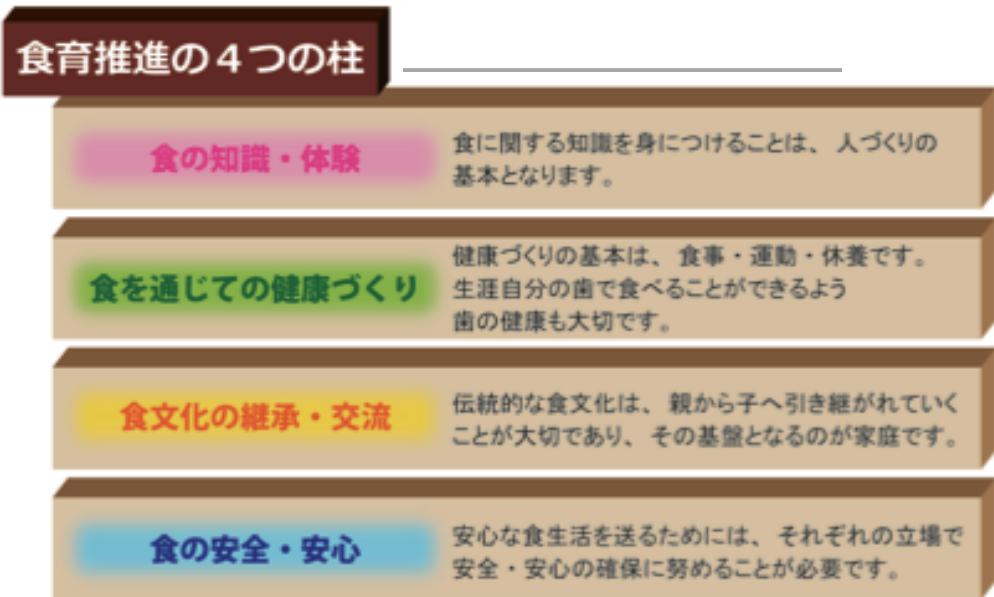 食育推進の４つの柱
食の知識・体験
食に関する知識を身につけることは、人づくりの
基本となります。
食を通じての健康づくり
健康づくりの基本は、食事・運動・休養です。
生涯自分の歯で食べることができるよう
歯の健康も大切です。
食文化の継承・交流
伝統的な食文化は、親から子へ引き継がれていく
ことが大切であり、その基盤となるのが家庭です。
食の安全・安心
安心な食生活を送るためには、それぞれの立場で
安全・安心の確保に努めることが必要です。